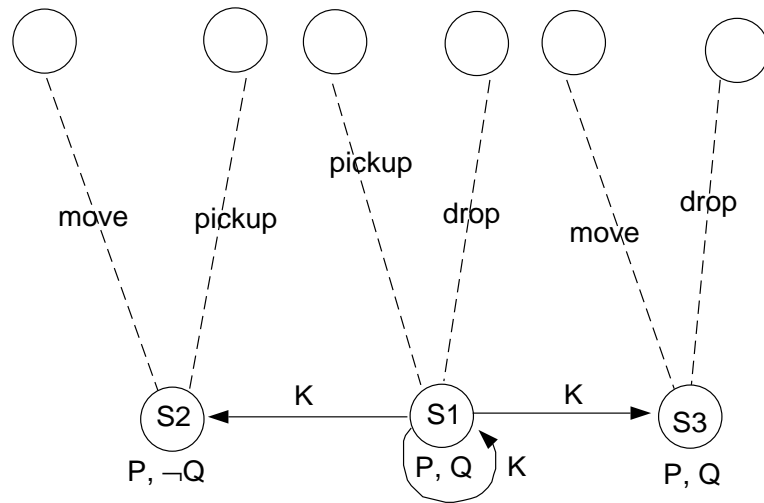 pickup
drop
move
pickup
drop
move
K
K
S2
S1
S3
P, ¬Q
P, Q
K
P, Q